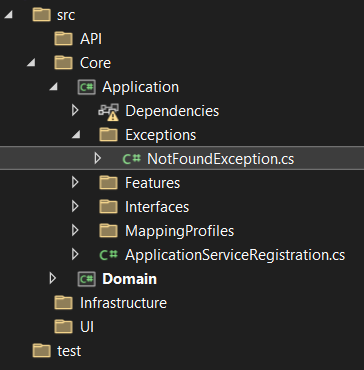 src
API
Core
C# Application
Dependencies
Exceptions
C# NotFoundException.cs
Features
Interfaces
MappingProfiles
C# ApplicationServiceRegistration.cs
C# Domain
Infrastructure
UI
test